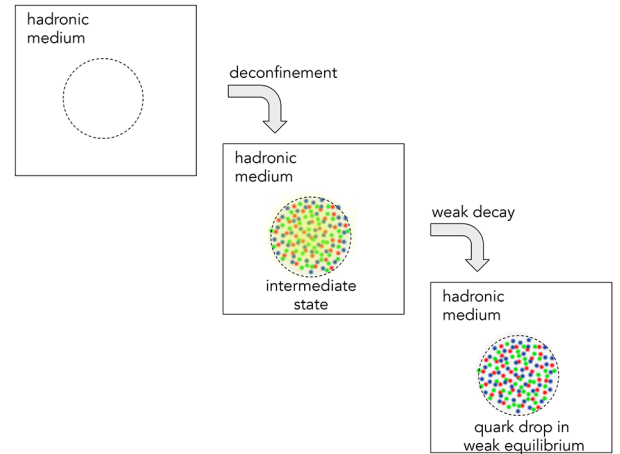 hadronic
medium
deconfinement
hadronic
medium
intermediate
state
weak decay
hadronic
medium
quark drop in
weak equilibrium